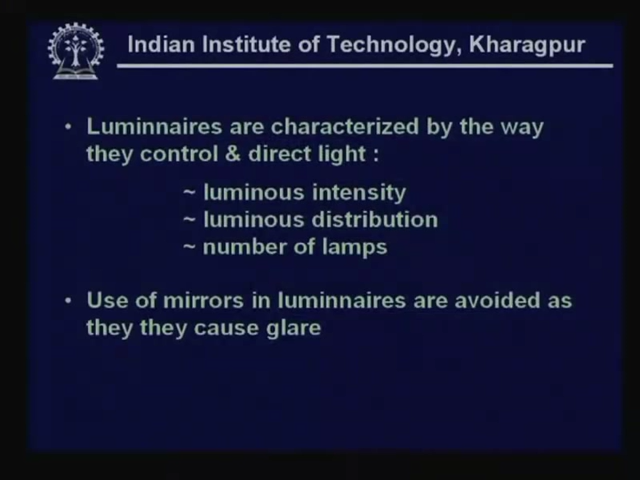 Indian Institute of Technology, Kharagpur
• Luminnaires are characterized by the way
they control & direct light :
~ luminous intensity
~ luminous distribution
~ number of lamps
• Use of mirrors in luminnaires are avoided as
they they cause glare